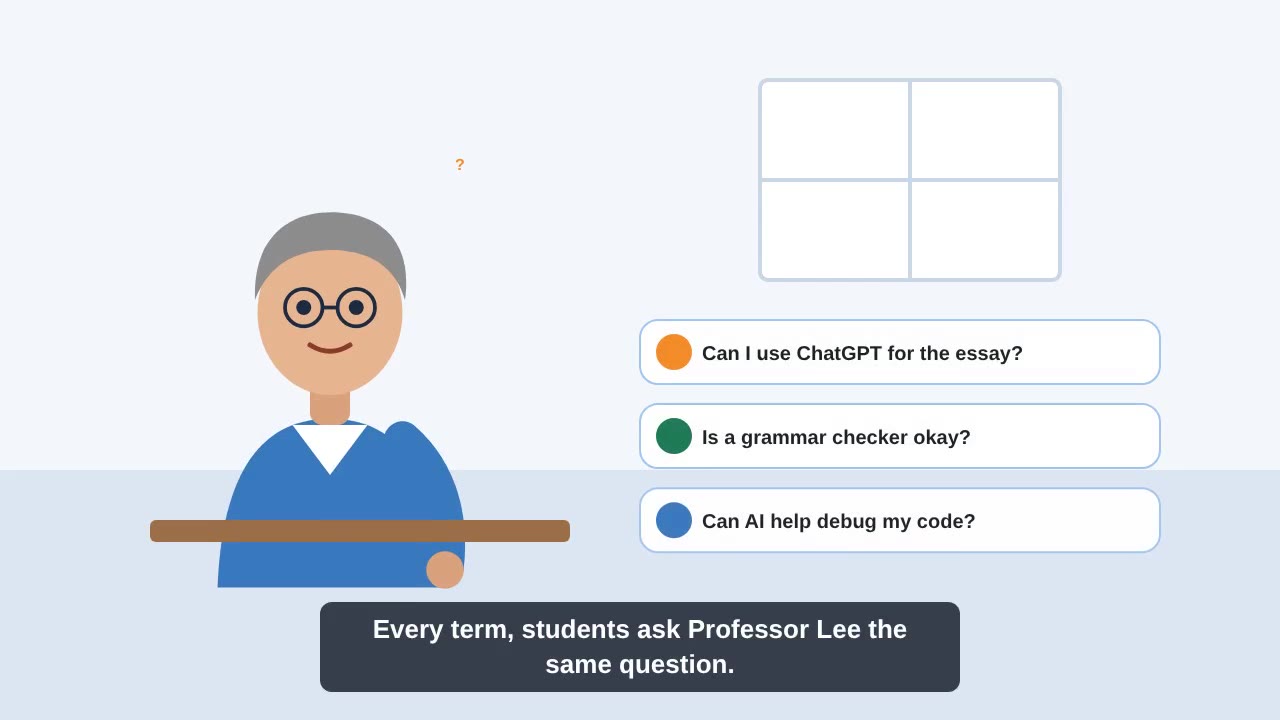 ?
Can I use ChatGPT for the essay?
Is a grammar checker okay?
Can AI help debug my code?
Every term, students ask Professor Lee the
same question.